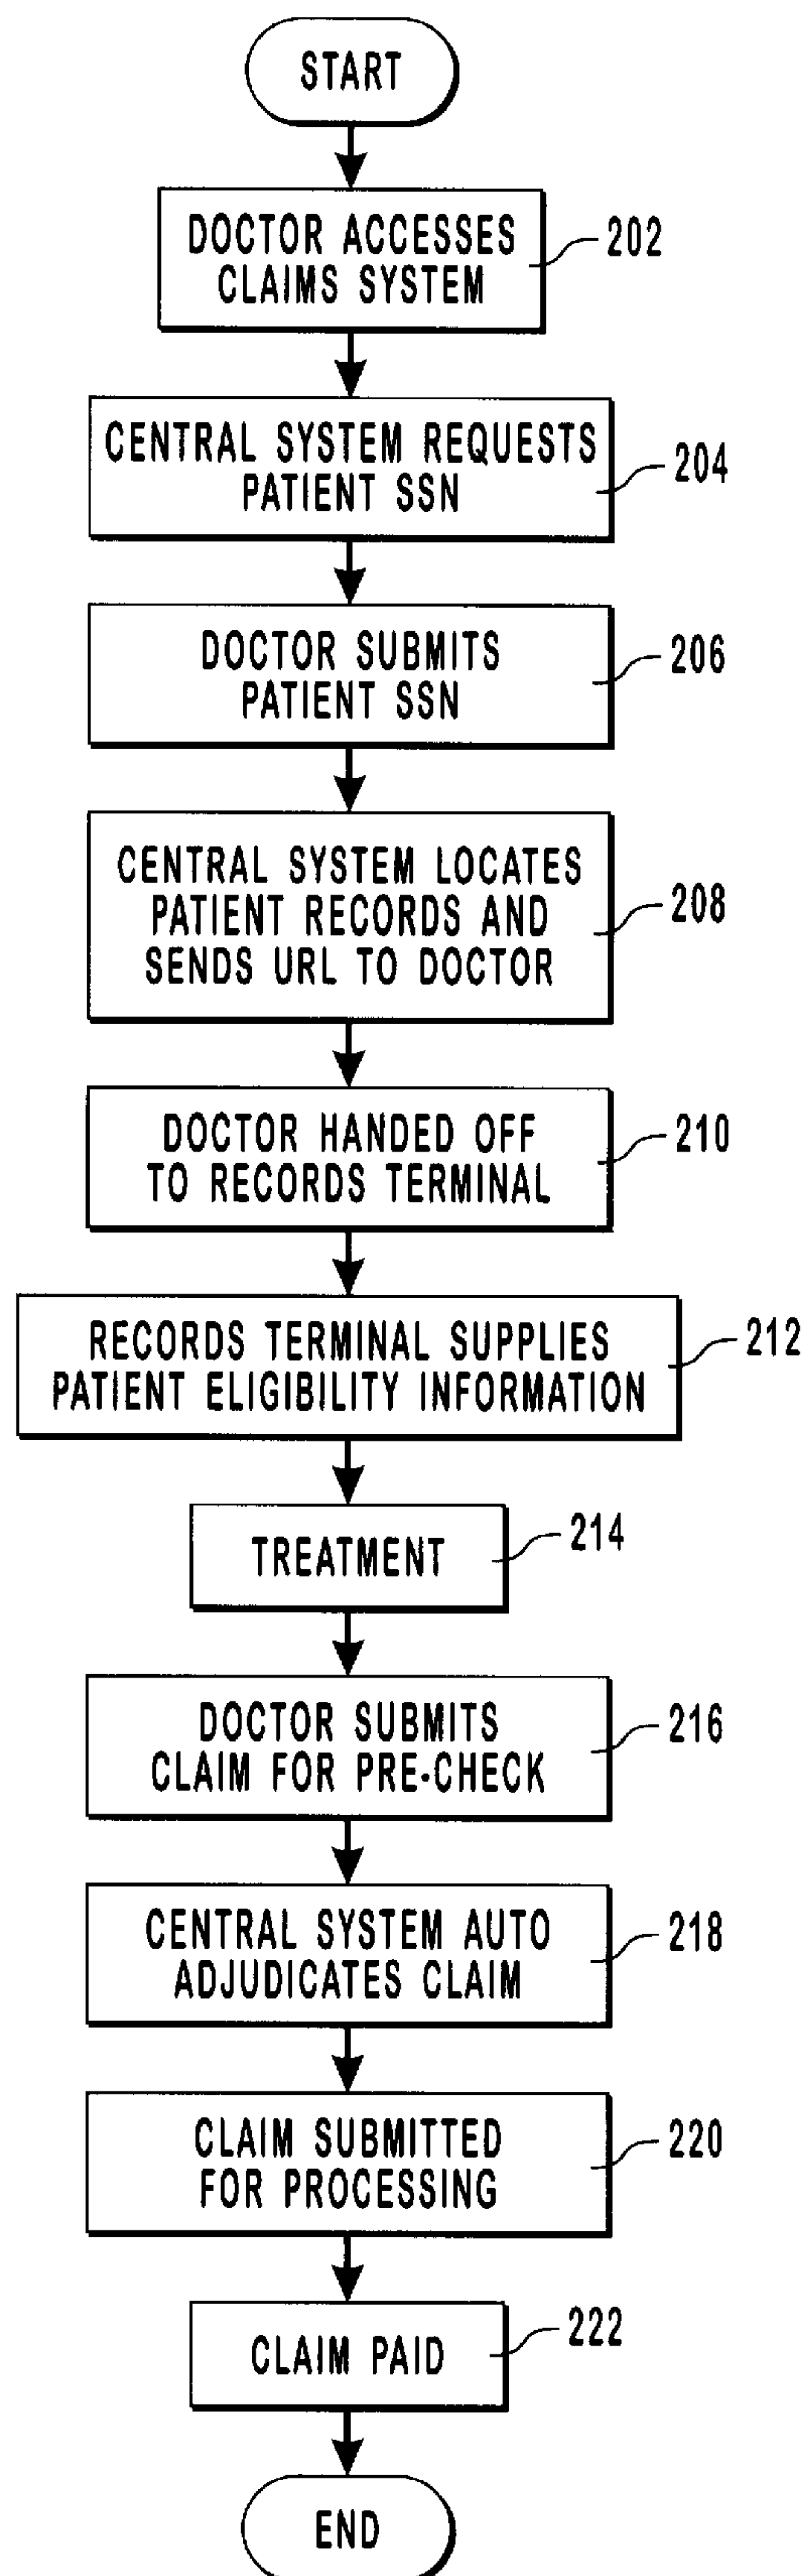 START
DOCTOR ACCESSES
CLAIMS SYSTEM
202
CENTRAL SYSTEM REQUESTS
PATIENT SSN
204
DOCTOR SUBMITS
PATIENT SSN
206
CENTRAL SYSTEM LOCATES
PATIENT RECORDS AND
SENDS URL TO DOCTOR
208
DOCTOR HANDED OFF
TO RECORDS TERMINAL
210
RECORDS TERMINAL SUPPLIES
PATIENT ELIGIBILITY INFORMATION
212
TREATMENT
214
DOCTOR SUBMITS
CLAIM FOR PRE-CHECK
216
CENTRAL SYSTEM AUTO
ADJUDICATES CLAIM
218
CLAIM SUBMITTED
FOR PROCESSING
220
CLAIM PAID
222
END